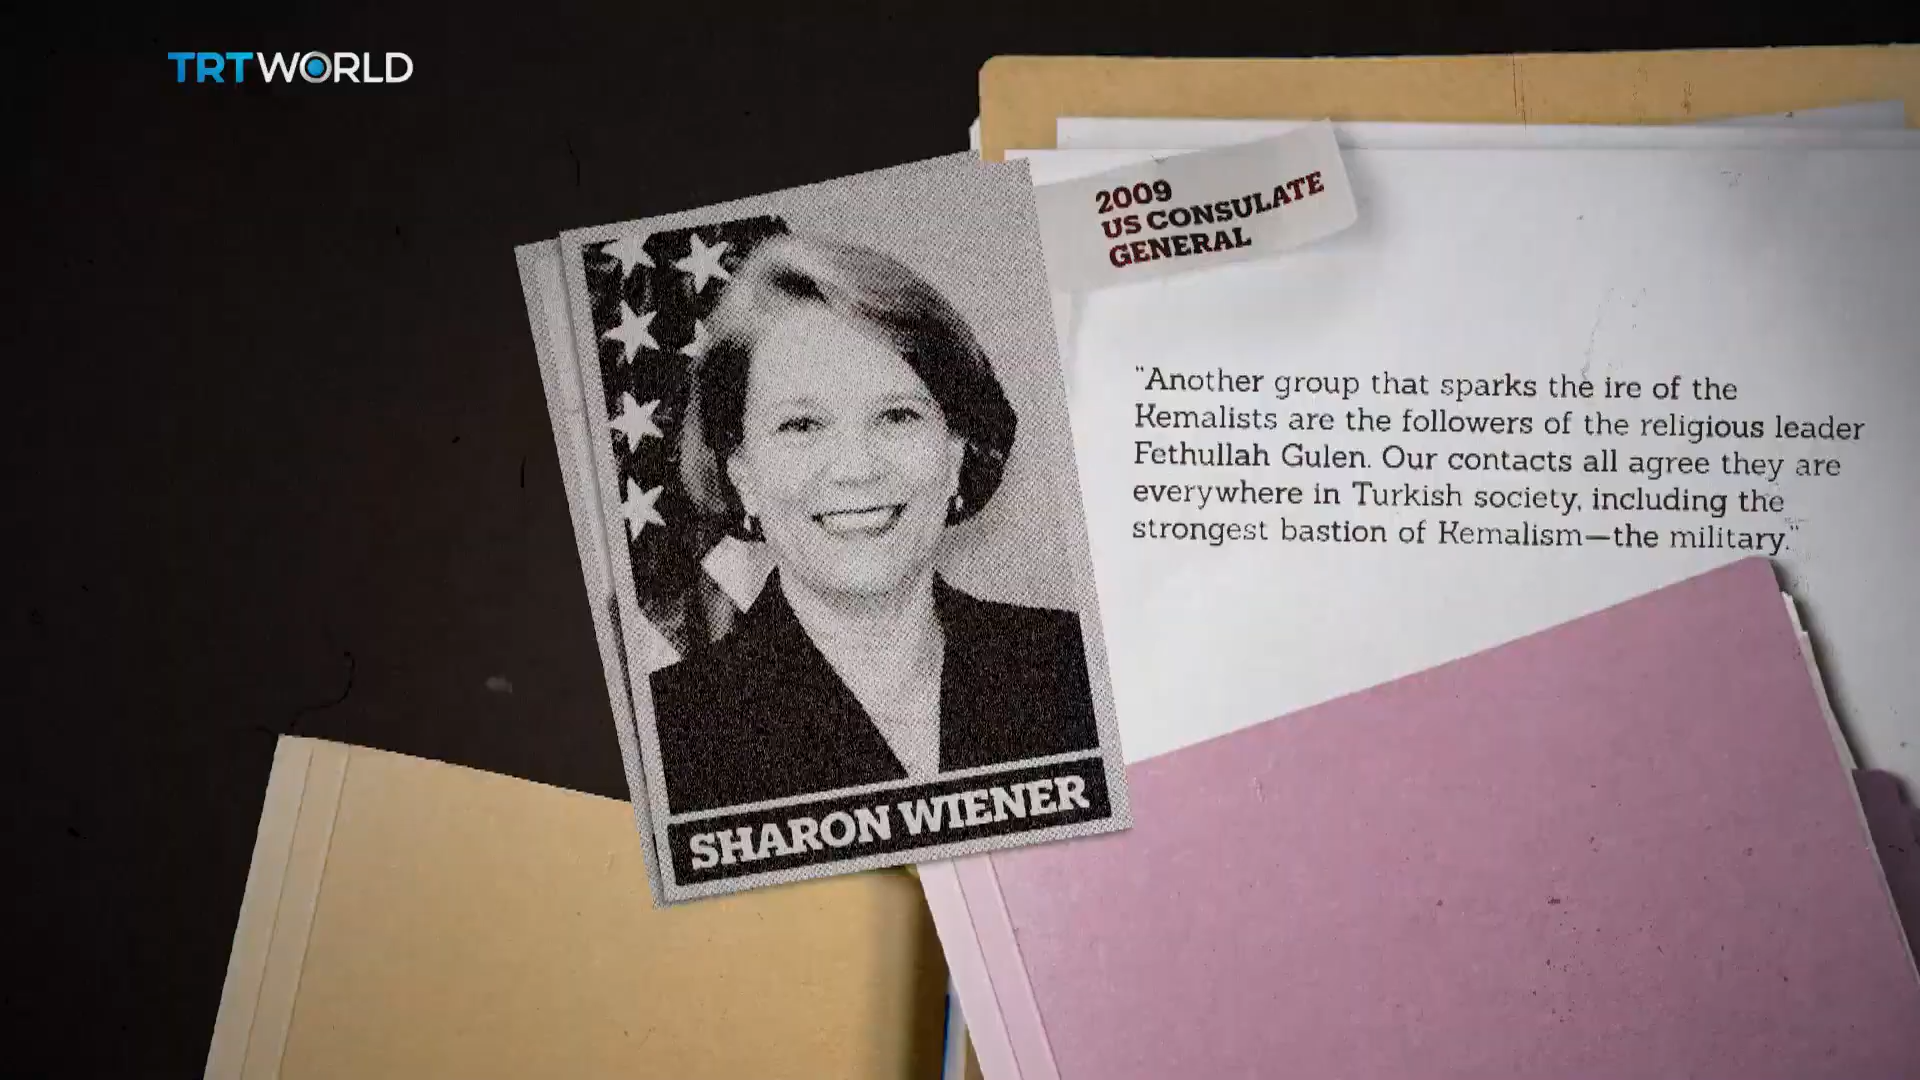 TRT WORLD
2009
US CONSULATE
GENERAL
"Another group that sparks the ire of the
Kemalists are the followers of the religious leader
Fethullah Gulen. Our contacts all agree they are
everywhere in Turkish society, including the
strongest bastion of Kemalism—the military."
SHARON WIENER